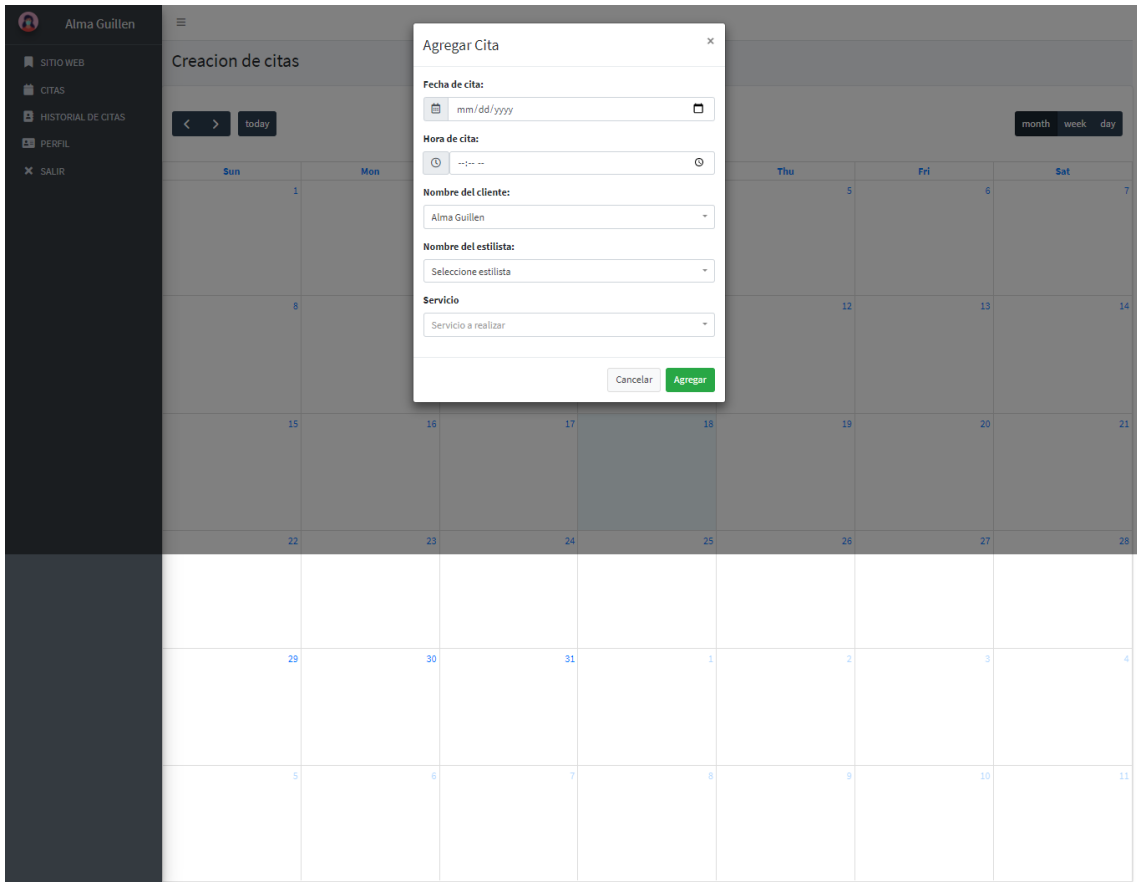 Alma Guillen
SITIO WEB
CITAS
HISTORIAL DE CITAS
PERFIL
SALIR
Creacion de citas
today
month week day
Agregar Cita ×
Fecha de cita:
mm/dd/yyyy
Hora de cita:
--:-- --
Nombre del cliente:
Alma Guillen
Nombre del estilista:
Seleccione estilista
Servicio
Servicio a realizar
Cancelar Agregar
Sun Mon Thu Fri Sat
1 5 6 7
8 12 13 14
15 16 17 18 19 20 21
22 23 24 25 26 27 28
29 30 31 1 2 3 4
5 6 7 8 9 10 11